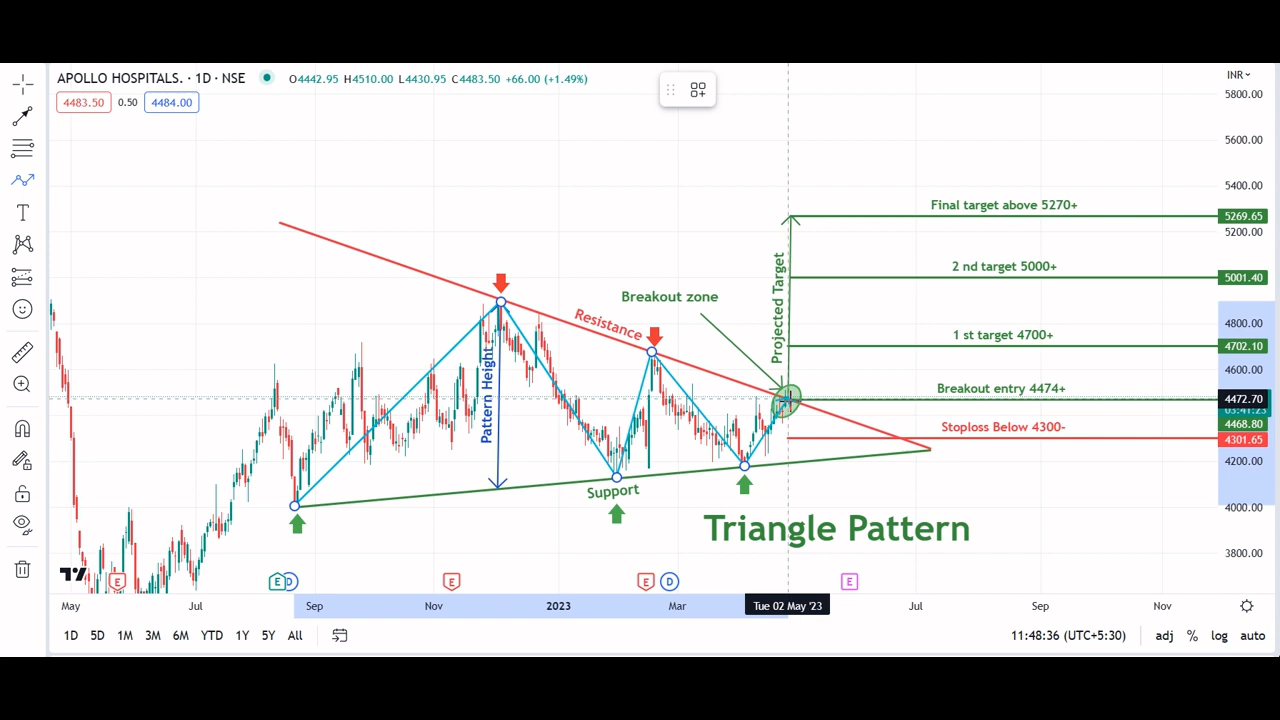 APOLLO HOSPITALS. · 1D · NSE O4442.95 H4510.00 L4430.95 C4483.50 +66.00 (+1.49%)
INR
4483.50 0.50 4484.00
5800.00
5600.00
5400.00
Final target above 5270+
5269.65
5200.00
2 nd target 5000+
5001.40
Projected Target
Breakout zone
Resistance
4800.00
1 st target 4700+
4702.10
Pattern Height
4600.00
Breakout entry 4474+
4472.70
03:41:23
4468.80
Stoploss Below 4300-
4301.65
4200.00
Support
4000.00
Triangle Pattern
3800.00
E E D E E D E
May Jul Sep Nov 2023 Mar Tue 02 May '23 Jul Sep Nov
1D 5D 1M 3M 6M YTD 1Y 5Y All 11:48:36 (UTC+5:30) adj % log auto